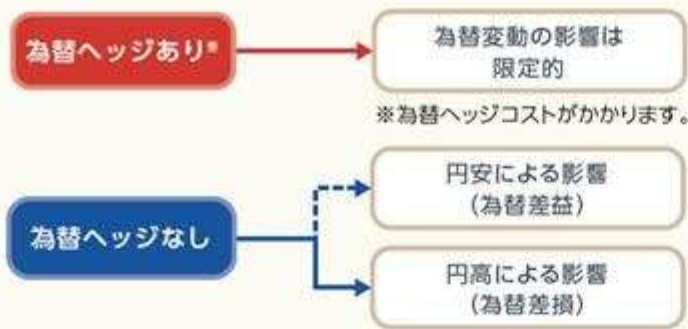 為替ヘッジあり※
為替変動の影響は
限定的
※為替ヘッジコストがかかります。
為替ヘッジなし
円安による影響
(為替差益)
円高による影響
(為替差損)